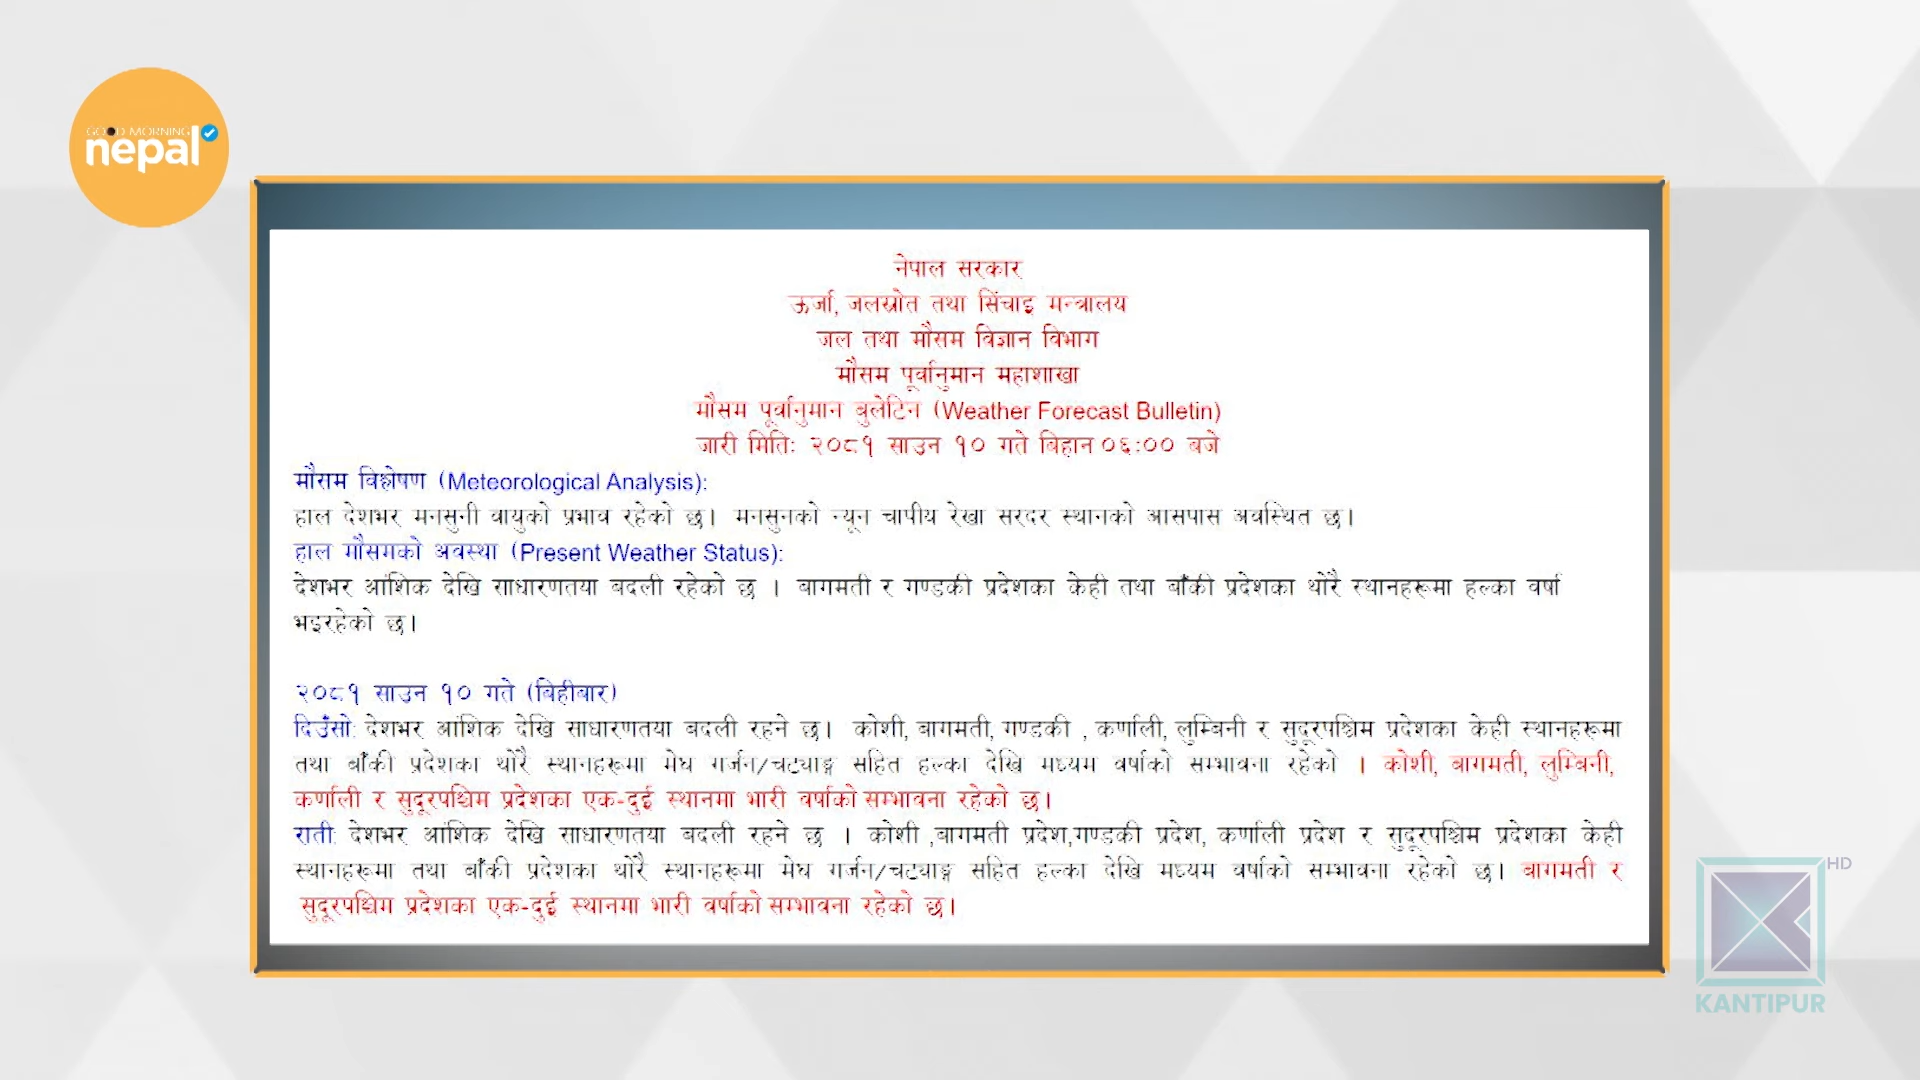 GOOD MORNING
nepal
नेपाल सरकार
ऊर्जा, जलस्रोत तथा सिंचाइ मन्त्रालय
जल तथा मौसम विज्ञान विभाग
मौसम पूर्वानुमान महाशाखा
मौसम पूर्वानुमान बुलेटिन (Weather Forecast Bulletin)
जारी मिति: २०८१ साउन १० गते बिहान ०६:०० बजे
मौसम विश्लेषण (Meteorological Analysis):
हाल देशभर मनसुनी वायुको प्रभाव रहेको छ। मनसुनको न्यून चापीय रेखा सरदर स्थानको आसपास अवस्थित छ।
हाल मौसमको अवस्था (Present Weather Status):
देशभर आंशिक देखि साधारणतया बदली रहेको छ । बागमती र गण्डकी प्रदेशका केही तथा बाँकी प्रदेशका थोरै स्थानहरूमा हल्का वर्षा
भइरहेको छ।
२०८१ साउन १० गते (बिहीबार)
दिउँसो: देशभर आंशिक देखि साधारणतया बदली रहने छ। कोशी, बागमती, गण्डकी , कर्णाली, लुम्बिनी र सुदूरपश्चिम प्रदेशका केही स्थानहरूमा
तथा बाँकी प्रदेशका थोरै स्थानहरूमा मेघ गर्जन/चट्याङ्ग सहित हल्का देखि मध्यम वर्षाको सम्भावना रहेको । कोशी, बागमती, लुम्बिनी,
कर्णाली र सुदूरपश्चिम प्रदेशका एक-दुई स्थानमा भारी वर्षाको सम्भावना रहेको छ।
राती: देशभर आंशिक देखि साधारणतया बदली रहने छ । कोशी ,बागमती प्रदेश,गण्डकी प्रदेश, कर्णाली प्रदेश र सुदूरपश्चिम प्रदेशका केही
स्थानहरूमा तथा बाँकी प्रदेशका थोरै स्थानहरूमा मेघ गर्जन/चट्याङ्ग सहित हल्का देखि मध्यम वर्षाको सम्भावना रहेको छ। बागमती र
सुदूरपश्चिम प्रदेशका एक-दुई स्थानमा भारी वर्षाको सम्भावना रहेको छ।
HD
KANTIPUR